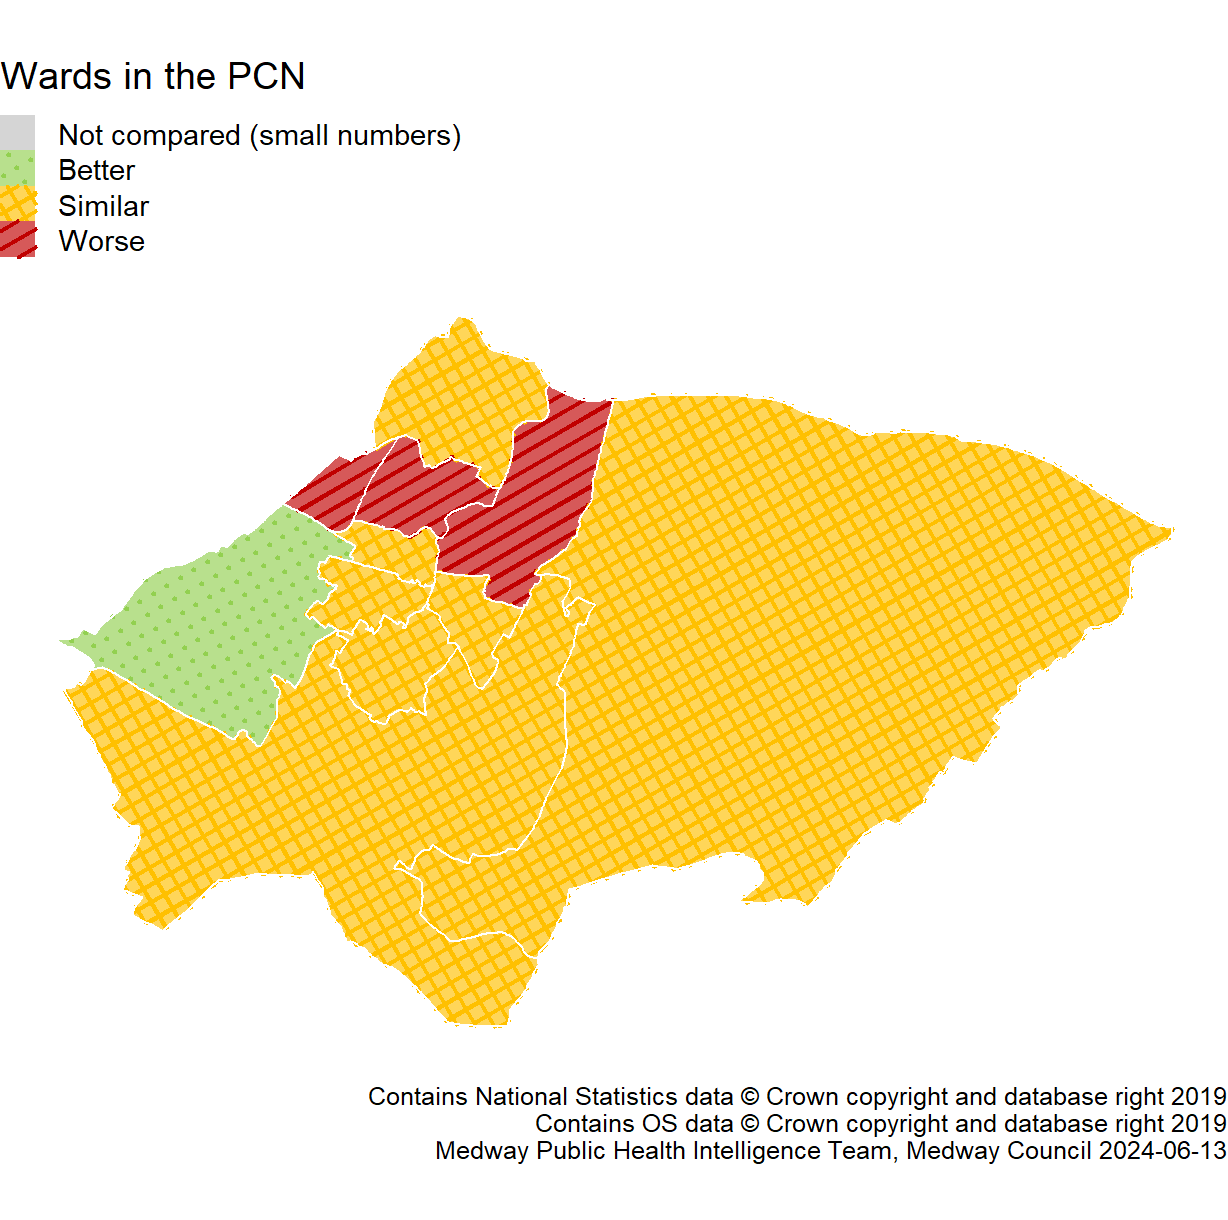 Wards in the PCN
Not compared (small numbers)
Better
Similar
Worse
Contains National Statistics data © Crown copyright and database right 2019
Contains OS data © Crown copyright and database right 2019
Medway Public Health Intelligence Team, Medway Council 2024-06-13